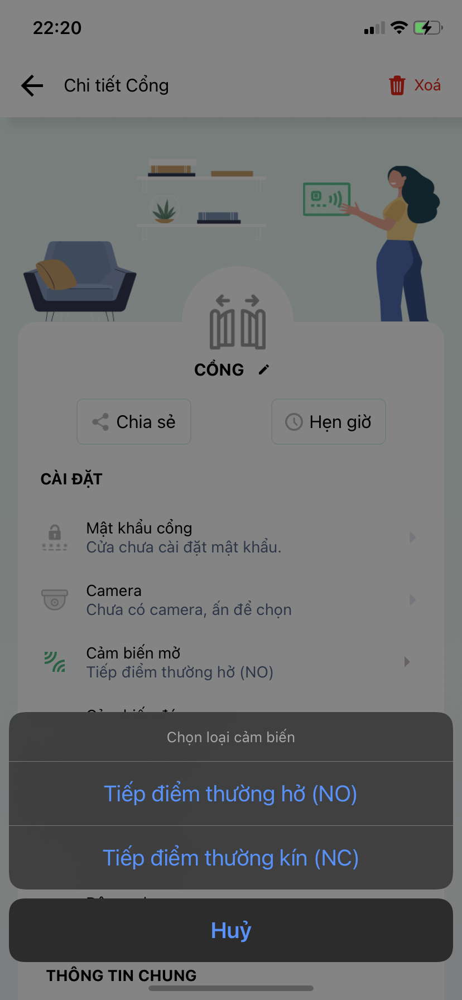 22:20
Chi tiết Cổng
Xoá
CỔNG
Chia sẻ
Hẹn giờ
CÀI ĐẶT
Mật khẩu cổng
Cửa chưa cài đặt mật khẩu.
Camera
Chưa có camera, ấn để chọn
Cảm biến mở
Tiếp điểm thường hở (NO)
Chọn loại cảm biến
Tiếp điểm thường hở (NO)
Tiếp điểm thường kín (NC)
Huỷ
THÔNG TIN CHUNG